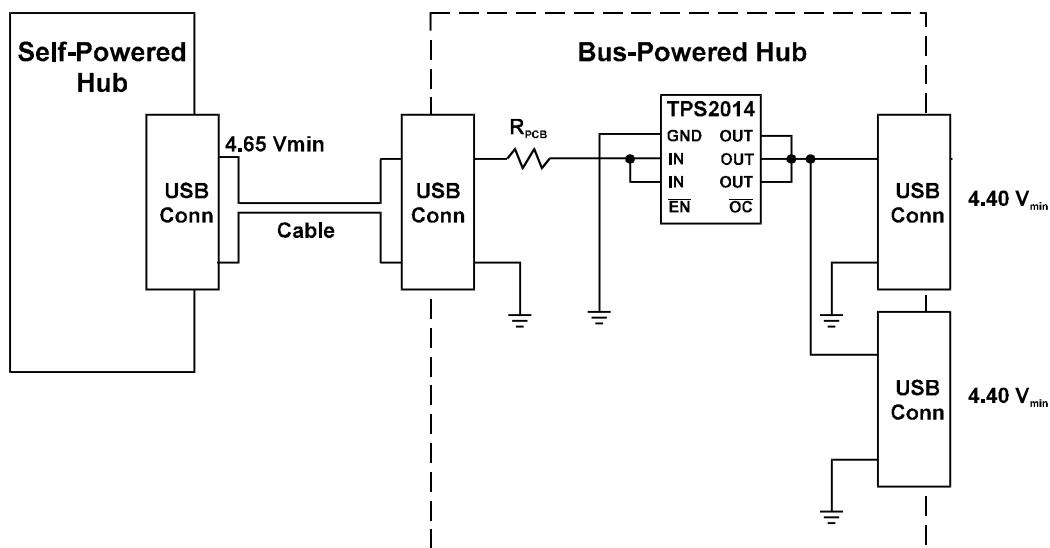 Self-Powered
Hub
Bus-Powered Hub
4.65 Vmin
USB
Conn
Cable
USB
Conn
RPCB
TPS2014
GND OUT
IN OUT
IN OUT
EN OC
USB
Conn
4.40 Vmin
USB
Conn
4.40 Vmin